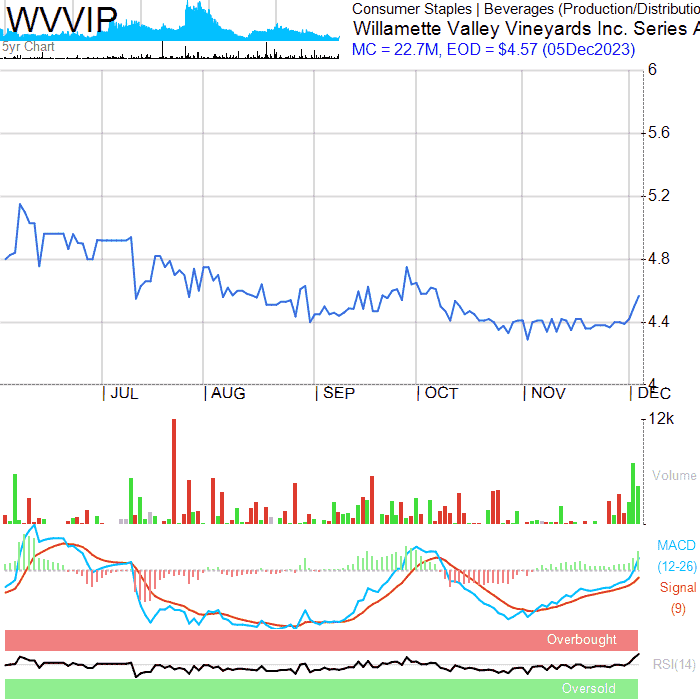 WVVIP
5yr Chart
Consumer Staples | Beverages (Production/Distributio
Willamette Valley Vineyards Inc. Series A
MC = 22.7M, EOD = $4.57 (05Dec2023)
6
5.6
5.2
4.8
4.4
4
| JUL | AUG | SEP | OCT | NOV | DEC
12k
Volume
MACD
(12-26)
Signal
(9)
Overbought
RSI(14)
Oversold